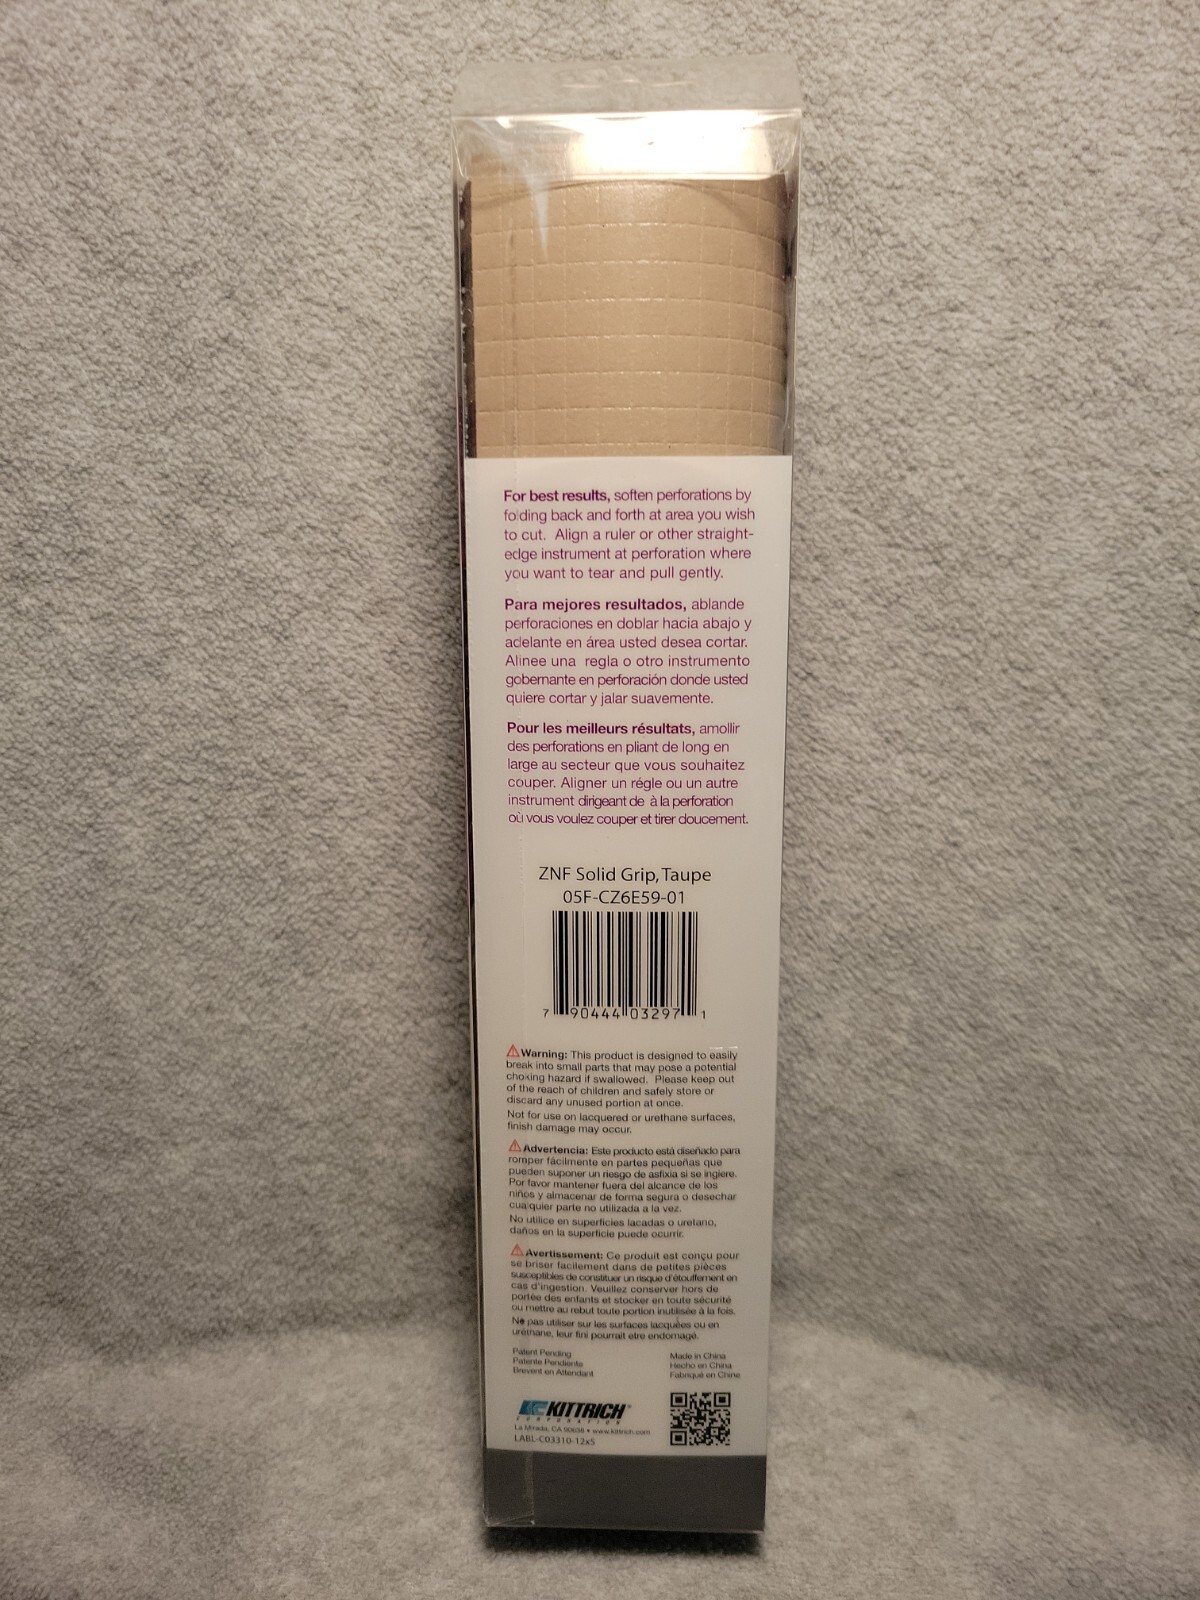 For best results, soften perforations by
folding back and forth at area you wish
to cut. Align a ruler or other straight-
edge instrument at perforation where
you want to tear and pull gently.
Para mejores resultados, ablande
perforaciones en doblar hacia abajo y
adelante en área usted desea cortar.
Alinee una regla o otro instrumento
gobernante en perforación donde usted
quiere cortar y jalar suavemente.
Pour les meilleurs résultats, amollir
des perforations en pliant de long en
large au secteur que vous souhaitez
couper. Aligner un régle ou un autre
instrument dirigeant de à la perforation
où vous voulez couper et tirer doucement.
ZNF Solid Grip, Taupe
05F-CZ6E59-01
7 90444 03297 1
Warning: This product is designed to easily
break into small parts that may pose a potential
choking hazard if swallowed. Please keep out
of the reach of children and safely store or
discard any unused portion at once.
Not for use on lacquered or urethane surfaces,
finish damage may occur.
Advertencia: Este producto está diseñado para
romper fácilmente en partes pequeñas que
pueden suponer un riesgo de asfixia si se ingiere.
Por favor mantener fuera del alcance de los
niños y almacenar de forma segura o desechar
cualquier parte no utilizada a la vez.
No utilice en superficies lacadas o uretano,
daños en la superficie puede ocurrir.
Avertissement: Ce produit est conçu pour
se briser facilement dans de petites pièces
susceptibles de constituer un risque d'étouffement en
cas d'ingestion. Veuillez conserver hors de
portée des enfants et stocker en toute sécurité
ou mettre au rebut toute portion inutilisée à la fois.
Ne pas utiliser sur les surfaces lacquées ou en
uréthane, leur fini pourrait etre endomagé.
Patent Pending
Patente Pendiente
Brevent en Attendant
Made in China
Hecho en China
Fabriqué en Chine
KITTRICH®
CORPORATION
La Mirada, CA 90638 • www.kittrich.com
LABL-C03310-12x5